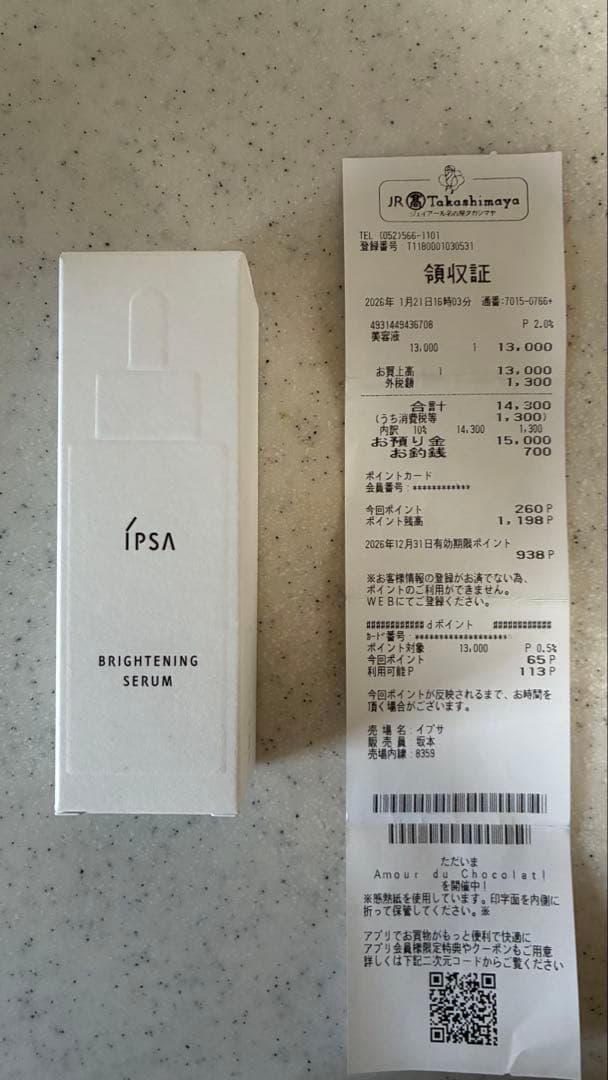 ÍPSA
BRIGHTENING
SERUM
JR 髙 Takashimaya
ジェイアール名古屋タカシマヤ
TEL (052)566-1101
登録番号 T1180001030531
領収証
2026年 1月21日16時03分 通番:7015-0766+
4931449436708 P 2.0%
美容液
13,000 1 13,000
お買上高 1 13,000
外税額 1,300
合計 14,300
(うち消費税等 1,300)
内訳 10% 14,300 1,300
お預り金 15,000
お釣銭 700
ポイントカード
会員番号:************
今回ポイント 260P
ポイント残高 1,198P
2026年12月31日有効期限ポイント
938P
※お客様情報の登録がお済でない為、
ポイントのご利用ができません。
WEBにてご登録ください。
############ dポイント ############
カード番号:***************
ポイント対象 13,000 P 0.5%
今回ポイント 65P
利用可能P 113P
今回ポイントが反映されるまで、お時間を
頂く場合がございます。
売 場 名:イプサ
販 売 員:坂本
売場内線:8359
ただいま
Amour du Chocolat!
を開催中!
※感熱紙を使用しています。印字面を内側に
折って保管してください。※
アプリでお買物がもっと便利で快適に
アプリ会員様限定特典やクーポンもご用意
詳しくは下記二次元コードからご覧ください